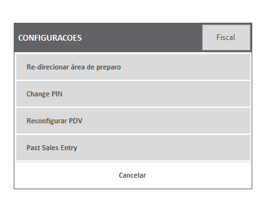 CONFIGURACOES
Fiscal
Re-direcionar área de preparo
Change PIN
Reconfigurar PDV
Past Sales Entry
Cancelar